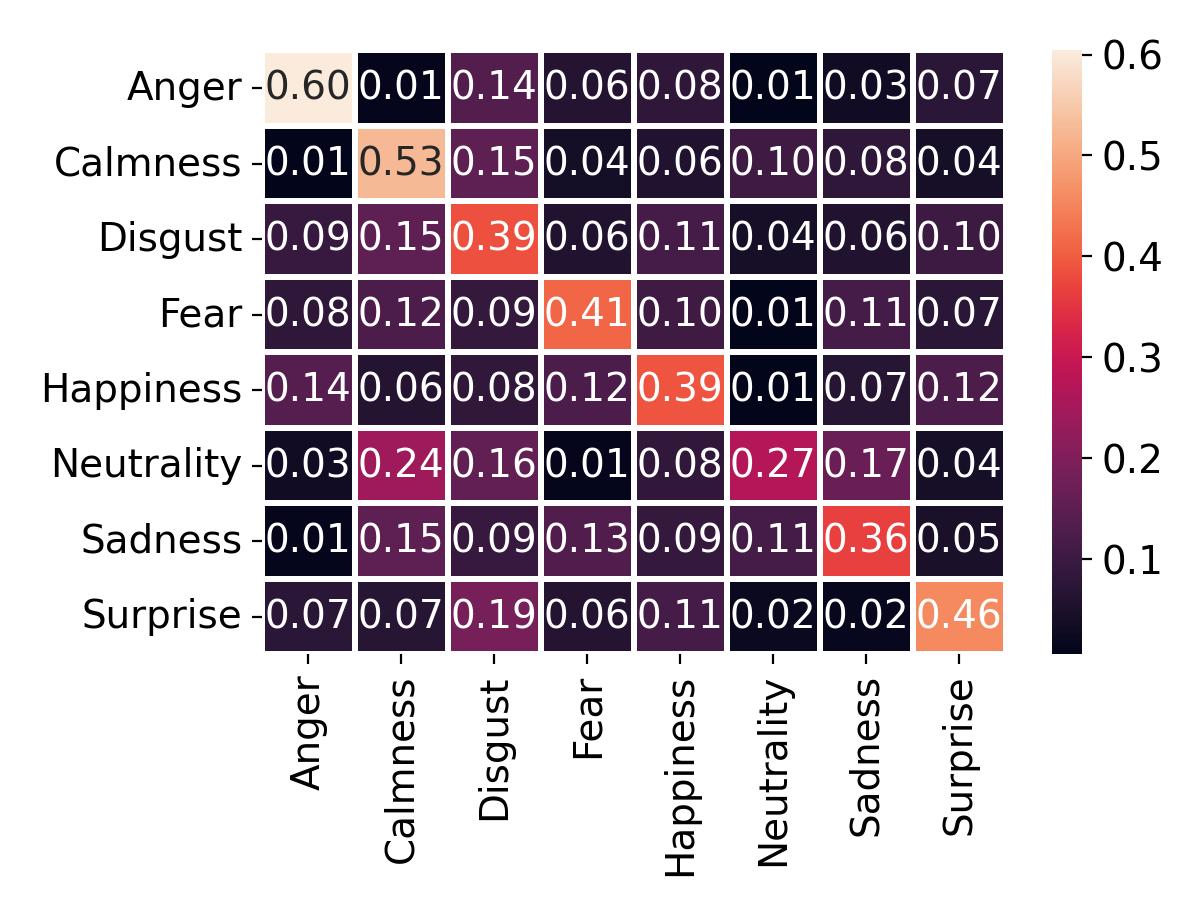 Anger 0.60 0.01 0.14 0.06 0.08 0.01 0.03 0.07
Calmness 0.01 0.53 0.15 0.04 0.06 0.10 0.08 0.04
Disgust 0.09 0.15 0.39 0.06 0.11 0.04 0.06 0.10
Fear 0.08 0.12 0.09 0.41 0.10 0.01 0.11 0.07
Happiness 0.14 0.06 0.08 0.12 0.39 0.01 0.07 0.12
Neutrality 0.03 0.24 0.16 0.01 0.08 0.27 0.17 0.04
Sadness 0.01 0.15 0.09 0.13 0.09 0.11 0.36 0.05
Surprise 0.07 0.07 0.19 0.06 0.11 0.02 0.02 0.46
Anger
Calmness
Disgust
Fear
Happiness
Neutrality
Sadness
Surprise
0.6
0.5
0.4
0.3
0.2
0.1